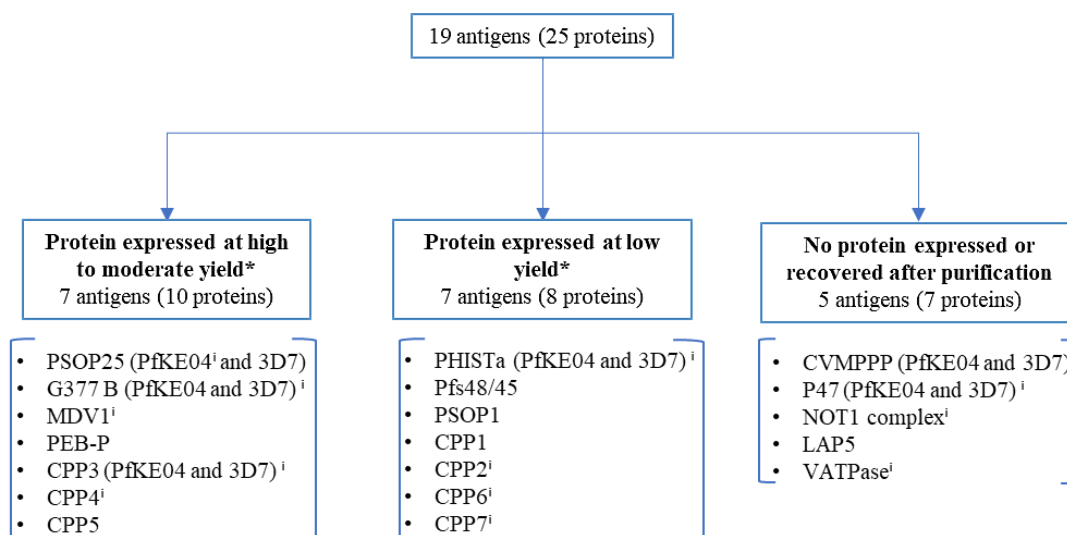 19 antigens (25 proteins)
Protein expressed at high
to moderate yield*
7 antigens (10 proteins)
• PSOP25 (PfKE04ⁱ and 3D7)
• G377 B (PfKE04 and 3D7) ⁱ
• MDV1ⁱ
• PEB-P
• CPP3 (PfKE04 and 3D7) ⁱ
• CPP4ⁱ
• CPP5
Protein expressed at low
yield*
7 antigens (8 proteins)
• PHISTa (PfKE04 and 3D7) ⁱ
• Pfs48/45
• PSOP1
• CPP1
• CPP2ⁱ
• CPP6ⁱ
• CPP7ⁱ
No protein expressed or
recovered after purification
5 antigens (7 proteins)
• CVMPPP (PfKE04 and 3D7)
• P47 (PfKE04 and 3D7) ⁱ
• NOT1 complexⁱ
• LAP5
• VATPaseⁱ